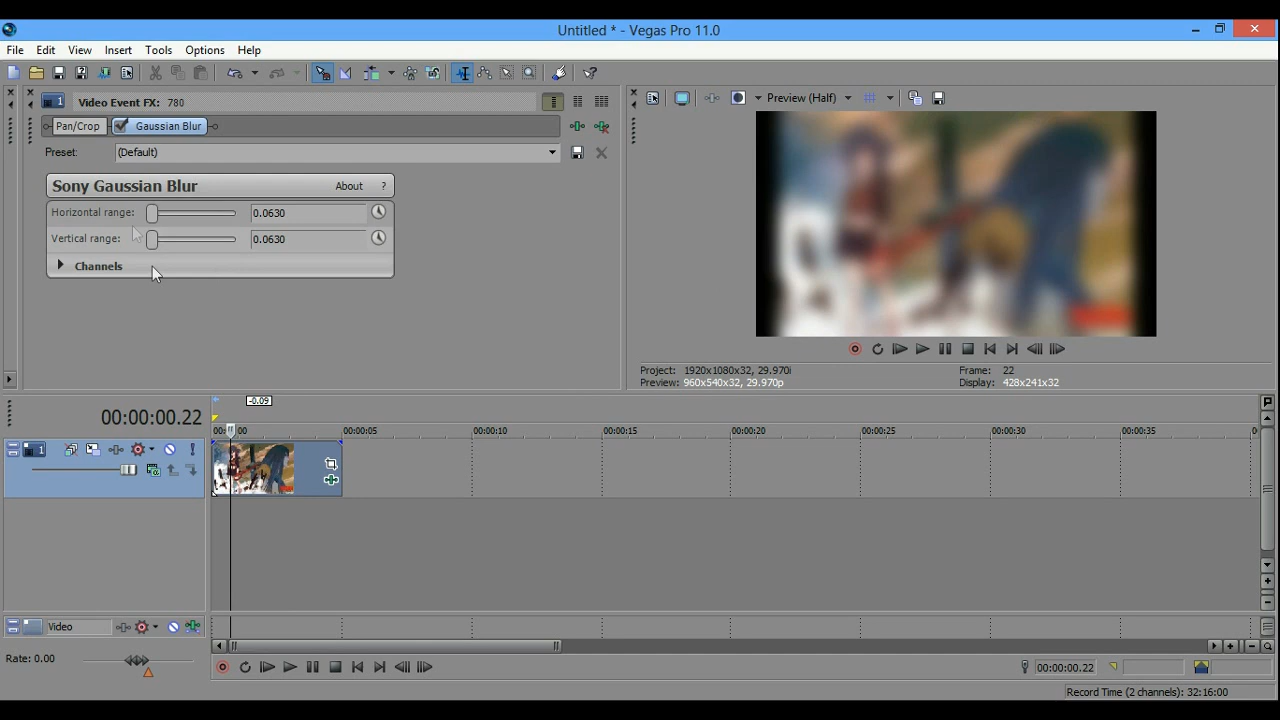 Untitled * - Vegas Pro 11.0
File Edit View Insert Tools Options Help
1 Video Event FX: 780
Preview (Half)
Pan/Crop Gaussian Blur
Preset: (Default)
Sony Gaussian Blur About ?
Horizontal range: 0.0630
Vertical range: 0.0630
Channels
Project: 1920x1080x32, 29.970i Frame: 22
Preview: 960x540x32, 29.970p Display: 428x241x32
-0.09
00:00:00.22
00:00:05 00:00:10 00:00:15 00:00:20 00:00:25 00:00:30 00:00:35
1
Video
Rate: 0.00
00:00:00.22
Record Time (2 channels): 32:16:00